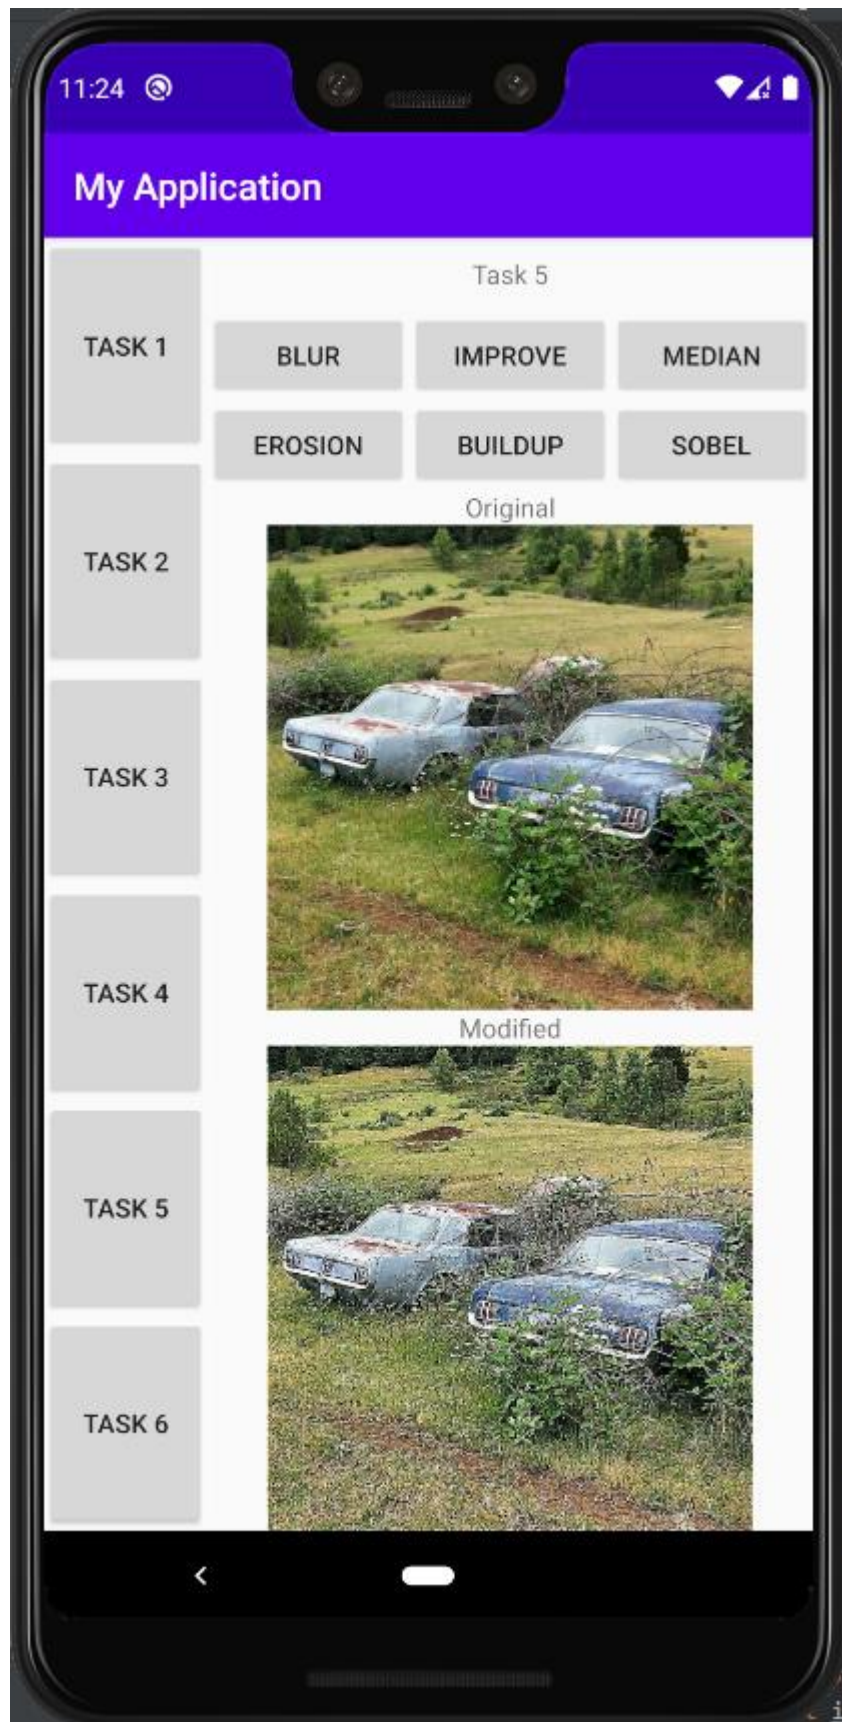 11:24
My Application
TASK 1
TASK 2
TASK 3
TASK 4
TASK 5
TASK 6
Task 5
BLUR IMPROVE MEDIAN
EROSION BUILDUP SOBEL
Original
Modified